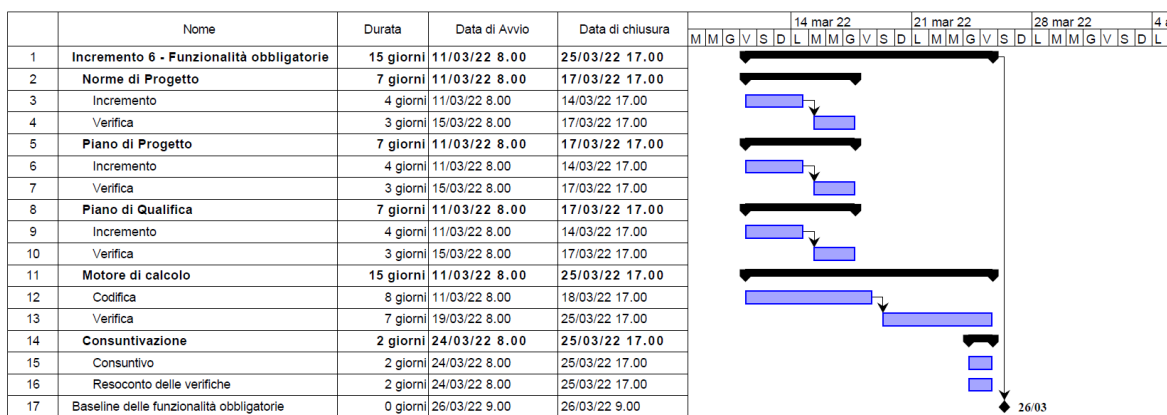 Nome Durata Data di Avvio Data di chiusura 14 mar 22 21 mar 22 28 mar 22 4 a
M M G V S D L M M G V S D L M M G V S D L M M G V S D L
1 Incremento 6 - Funzionalità obbligatorie 15 giorni 11/03/22 8.00 25/03/22 17.00
2 Norme di Progetto 7 giorni 11/03/22 8.00 17/03/22 17.00
3 Incremento 4 giorni 11/03/22 8.00 14/03/22 17.00
4 Verifica 3 giorni 15/03/22 8.00 17/03/22 17.00
5 Piano di Progetto 7 giorni 11/03/22 8.00 17/03/22 17.00
6 Incremento 4 giorni 11/03/22 8.00 14/03/22 17.00
7 Verifica 3 giorni 15/03/22 8.00 17/03/22 17.00
8 Piano di Qualifica 7 giorni 11/03/22 8.00 17/03/22 17.00
9 Incremento 4 giorni 11/03/22 8.00 14/03/22 17.00
10 Verifica 3 giorni 15/03/22 8.00 17/03/22 17.00
11 Motore di calcolo 15 giorni 11/03/22 8.00 25/03/22 17.00
12 Codifica 8 giorni 11/03/22 8.00 18/03/22 17.00
13 Verifica 7 giorni 19/03/22 8.00 25/03/22 17.00
14 Consuntivazione 2 giorni 24/03/22 8.00 25/03/22 17.00
15 Consuntivo 2 giorni 24/03/22 8.00 25/03/22 17.00
16 Resoconto delle verifiche 2 giorni 24/03/22 8.00 25/03/22 17.00
17 Baseline delle funzionalità obbligatorie 0 giorni 26/03/22 9.00 26/03/22 9.00 26/03